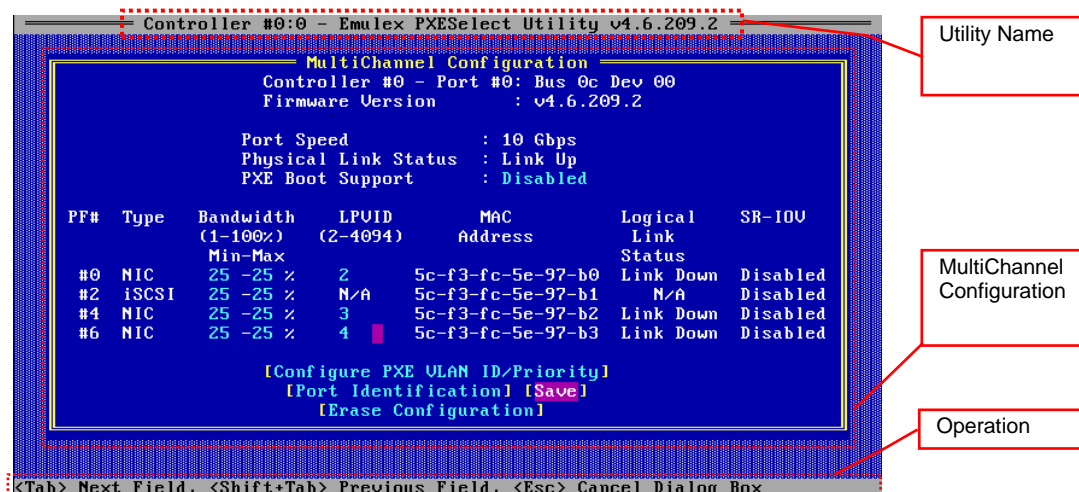 Controller #0:0 - Emulex PXESelect Utility v4.6.209.2
Utility Name
MultiChannel Configuration
Controller #0 - Port #0: Bus 0c Dev 00
Firmware Version : v4.6.209.2
Port Speed : 10 Gbps
Physical Link Status : Link Up
PXE Boot Support : Disabled
PF# Type Bandwidth LPVID MAC Logical SR-IOV
(1-100%) (2-4094) Address Link
Min-Max Status
#0 NIC 25 -25 % 2 5c-f3-fc-5e-97-b0 Link Down Disabled
#2 iSCSI 25 -25 % N/A 5c-f3-fc-5e-97-b1 N/A Disabled
#4 NIC 25 -25 % 3 5c-f3-fc-5e-97-b2 Link Down Disabled
#6 NIC 25 -25 % 4 5c-f3-fc-5e-97-b3 Link Down Disabled
MultiChannel
Configuration
[Configure PXE VLAN ID/Priority]
[Port Identification] [Save]
[Erase Configuration]
Operation
<Tab> Next Field, <Shift+Tab> Previous Field, <Esc> Cancel Dialog Box